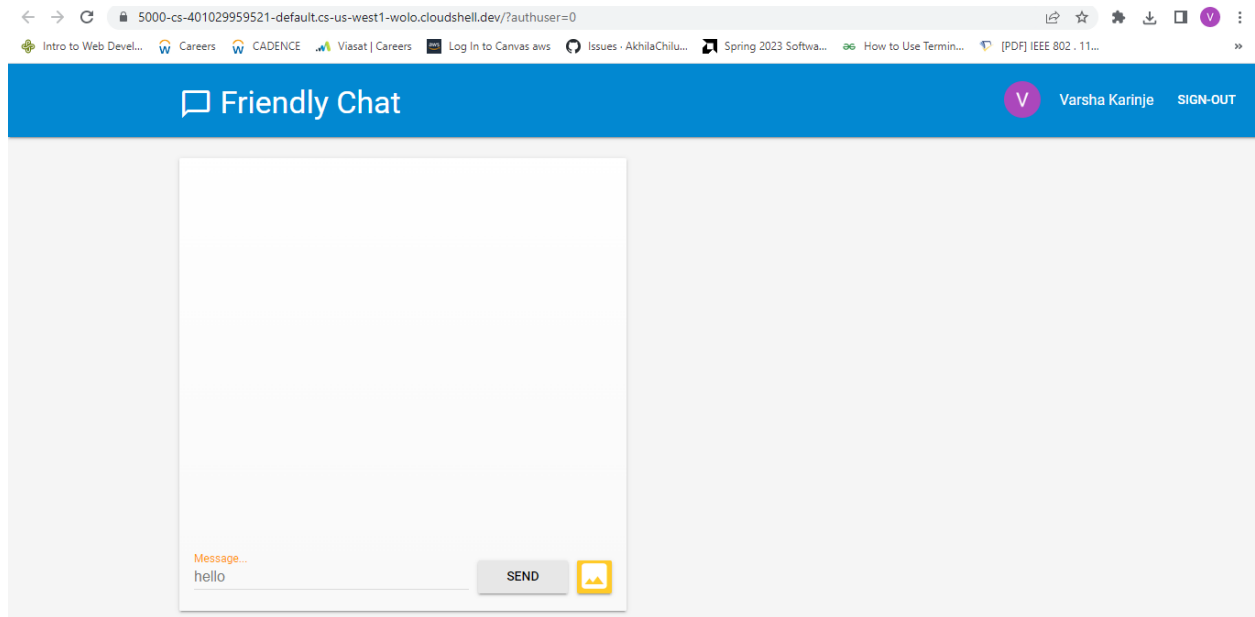 5000-cs-401029959521-default.cs-us-west1-wolo.cloudshell.dev/?authuser=0
V
Intro to Web Devel... Careers CADENCE Viasat | Careers aws Log In to Canvas aws Issues · AkhilaChilu... Spring 2023 Softwa... How to Use Termin... [PDF] IEEE 802 . 11... »
Friendly Chat V Varsha Karinje SIGN-OUT
Message...
hello SEND